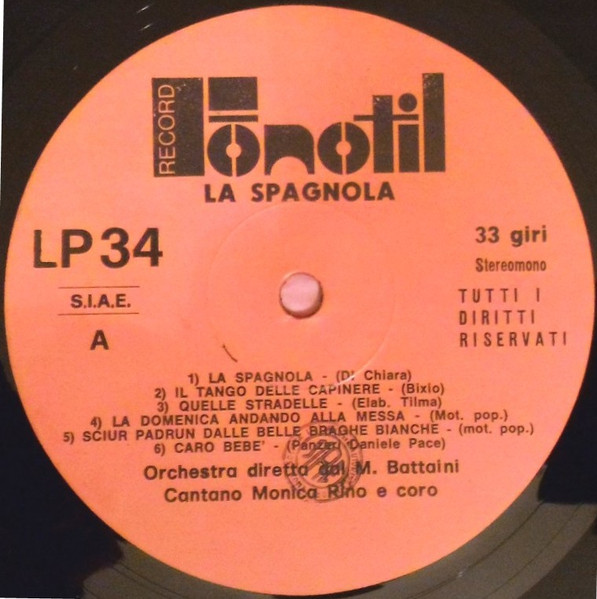 RECORD
Fonotil
LA SPAGNOLA
LP 34
33 giri
Stereomono
S.I.A.E.
TUTTI I
DIRITTI
RISERVATI
A
1) LA SPAGNOLA - (Di Chiara)
2) IL TANGO DELLE CAPINERE - (Bixio)
3) QUELLE STRADELLE - (Elab. Tilma)
4) LA DOMENICA ANDANDO ALLA MESSA - (Mot. pop.)
5) SCIUR PADRUN DALLE BELLE BRAGHE BIANCHE - (mot. pop.)
6) CARO BEBE' - (Panzeri Daniele Pace)
Orchestra diretta dal M. Battaini
Cantano Monica Rino e coro